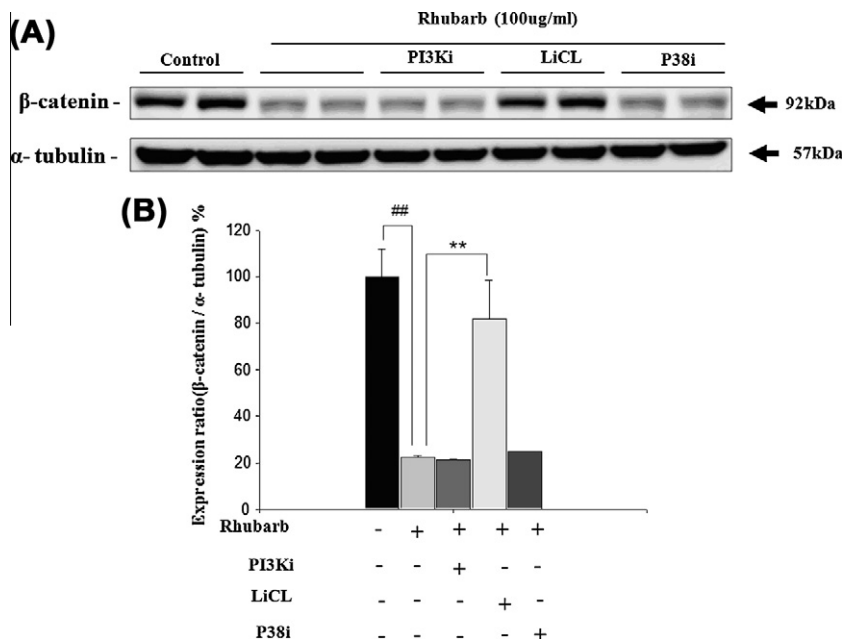 (A)
Rhubarb (100ug/ml)
Control PI3Ki LiCL P38i
β-catenin - 92kDa
α- tubulin - 57kDa
(B)
Expression ratio(β-catenin / α- tubulin) %
120
100
80
60
40
20
0
## **
Rhubarb - + + + +
PI3Ki - - + - -
LiCL - - - + -
P38i - - - - +